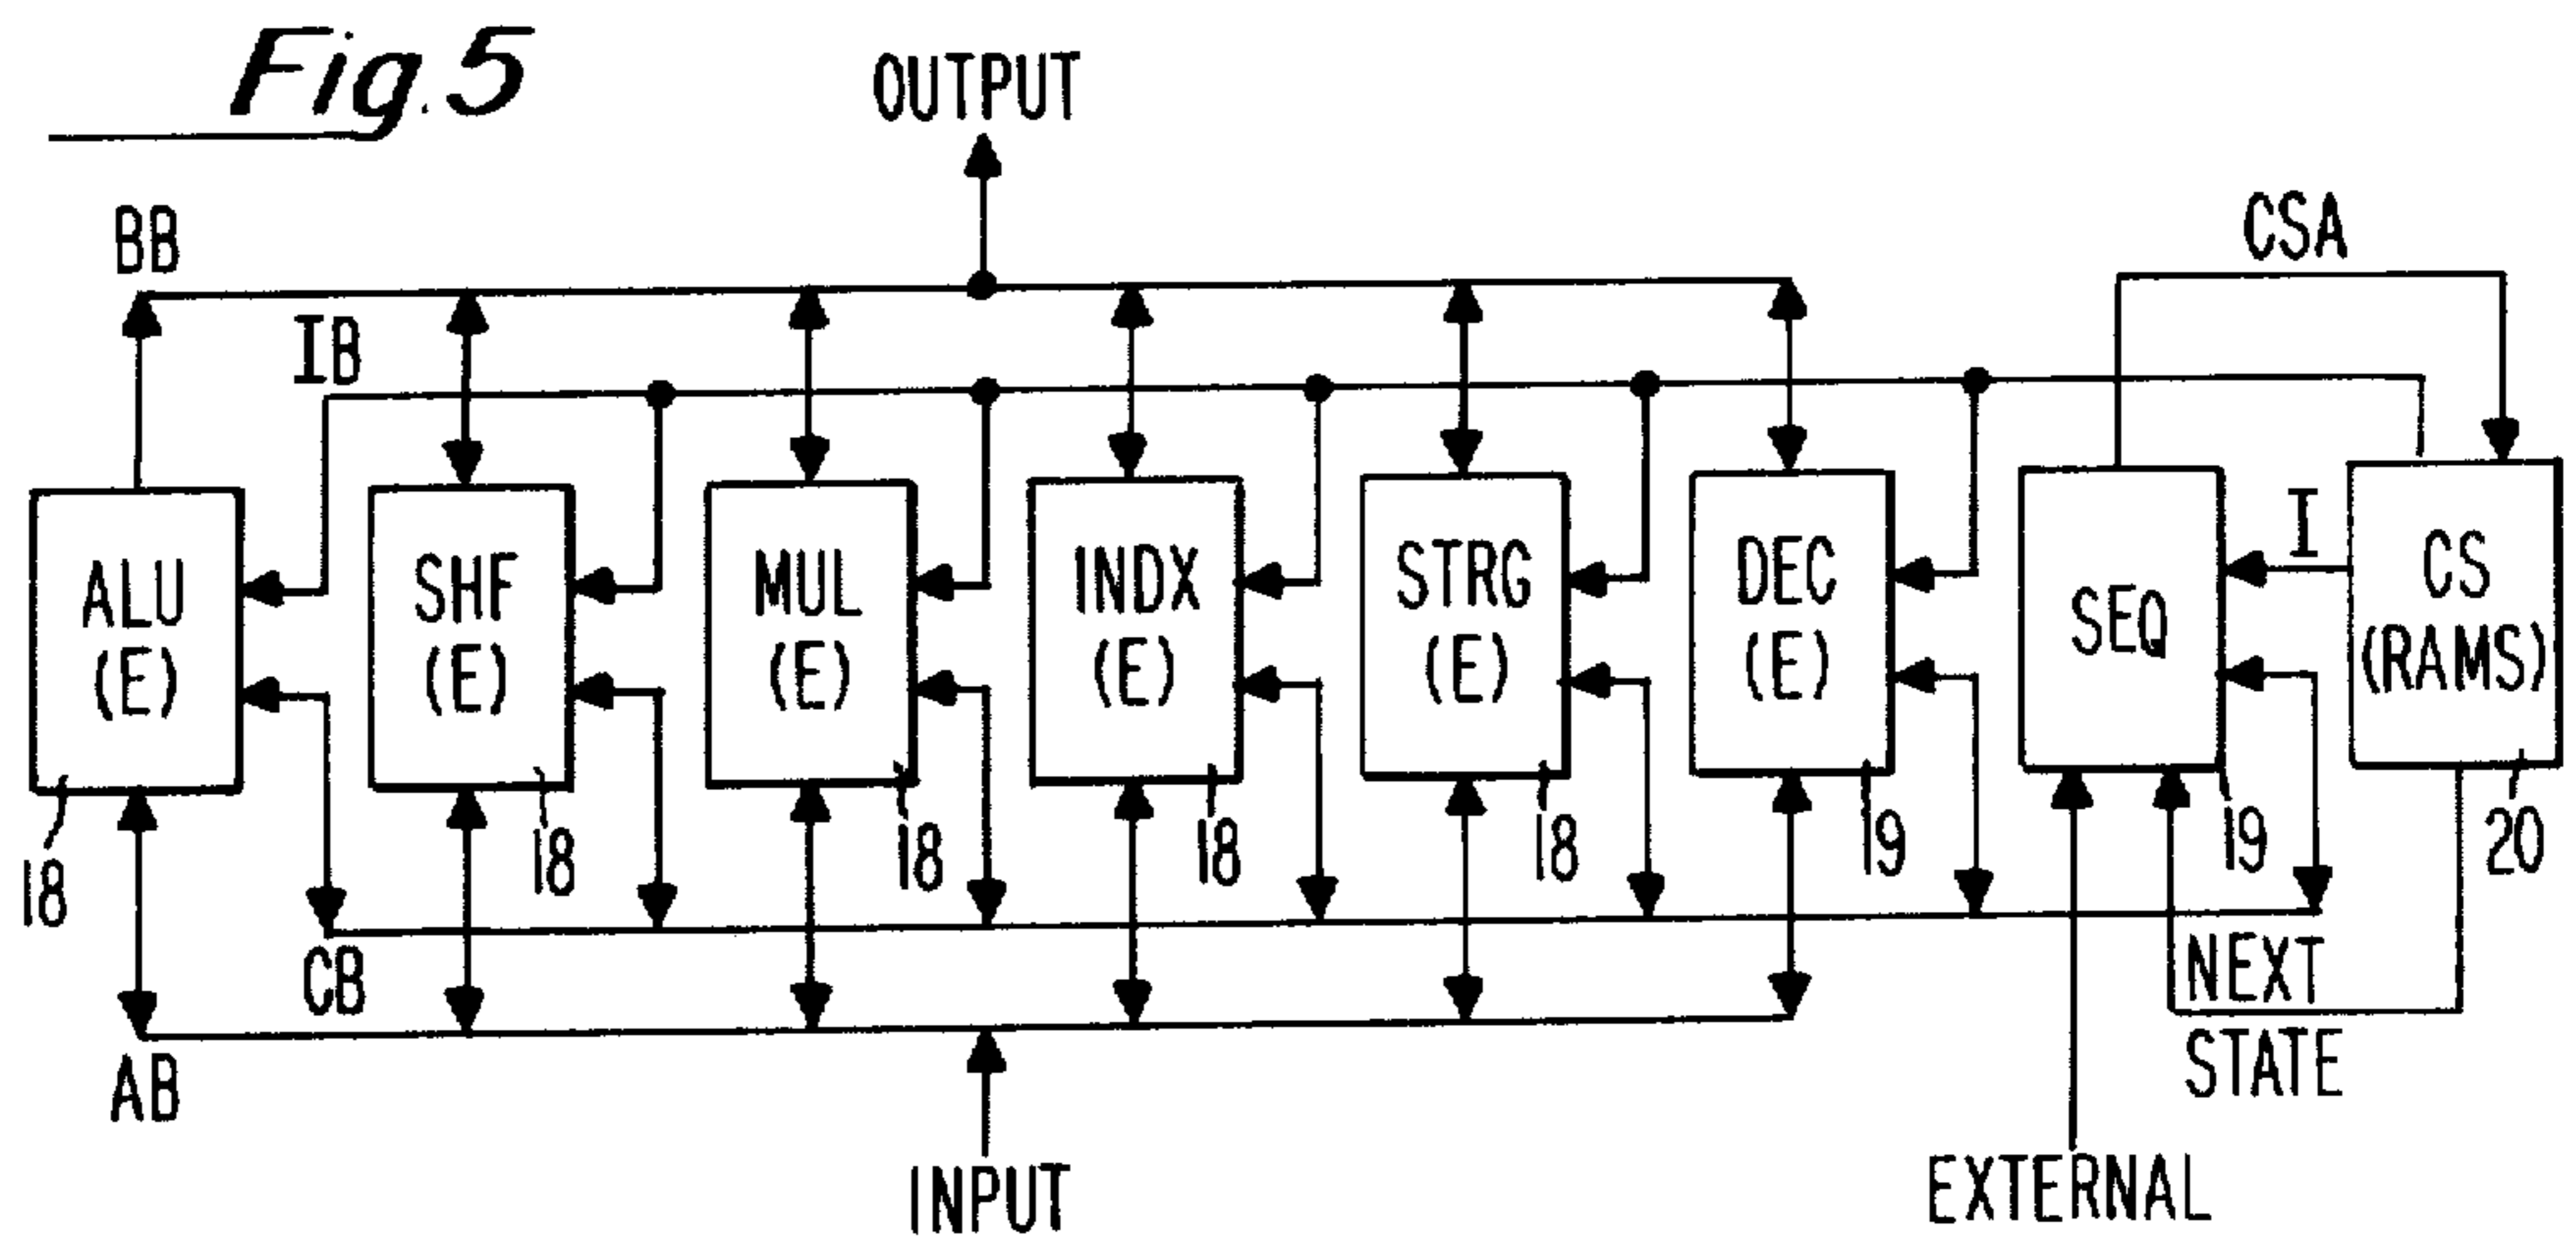 Fig. 5
OUTPUT
BB
CSA
IB
I
ALU
(E)
SHF
(E)
MUL
(E)
INDX
(E)
STRG
(E)
DEC
(E)
SEQ
CS
(RAMS)
18
18
18
18
18
19
19
20
CB
NEXT
STATE
AB
INPUT
EXTERNAL